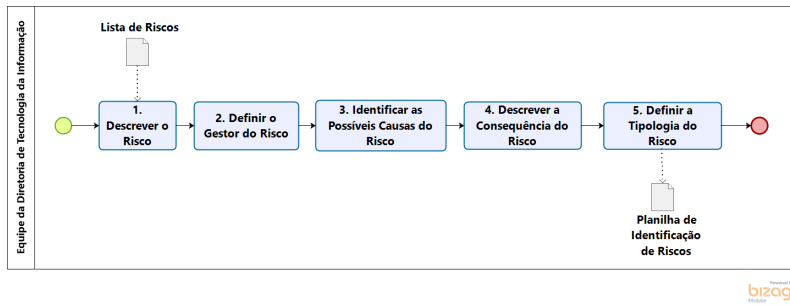 Equipe da Diretoria de Tecnologia da Informação
Lista de Riscos
1.
Descrever o
Risco
2. Definir o
Gestor do Risco
3. Identificar as
Possíveis Causas do
Risco
4. Descrever a
Consequência do
Risco
5. Definir a
Tipologia do
Risco
Planilha de
Identificação
de Riscos
Powered
bizag
Modeler